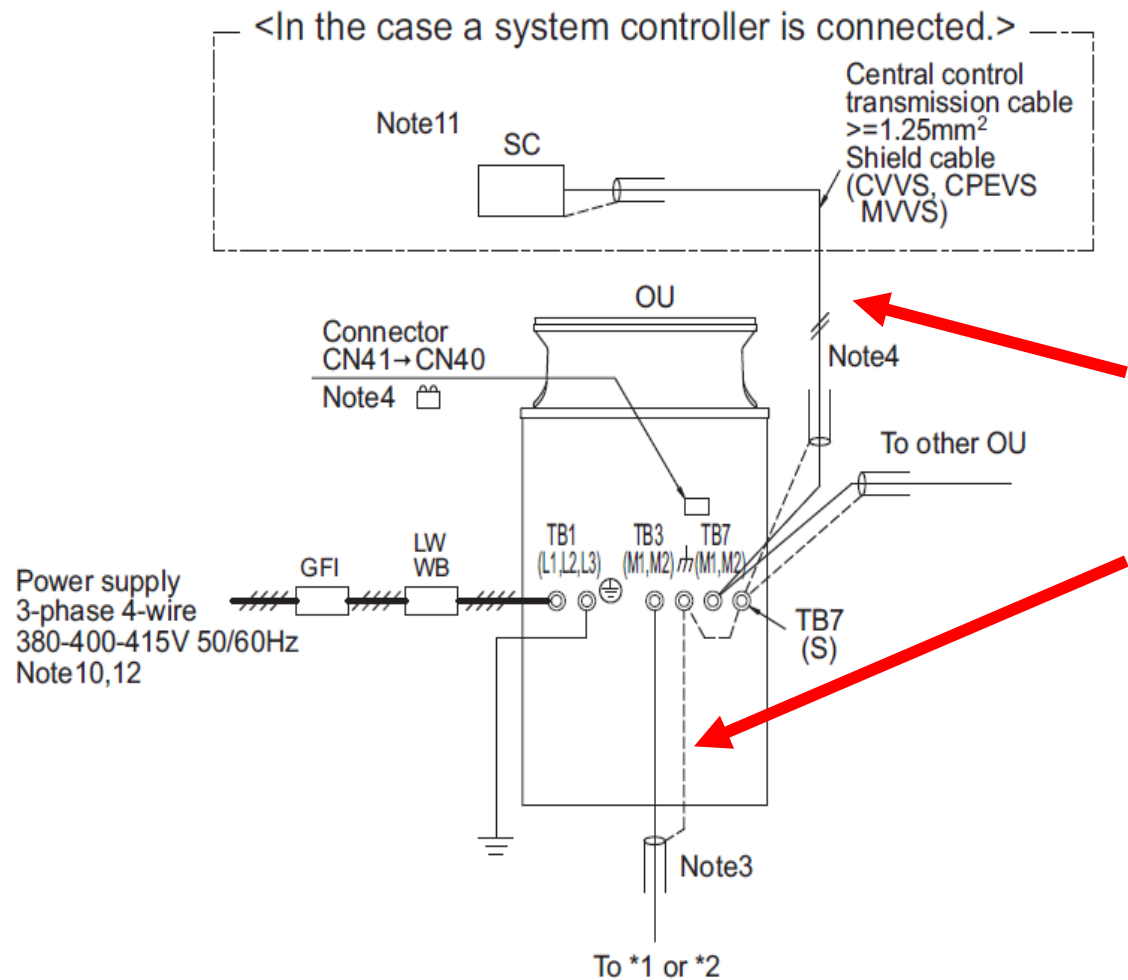 <In the case a system controller is connected.>
Central control
transmission cable
>=1.25mm²
Shield cable
(CVVS, CPEVS
MVVS)
Note11
SC
OU
Connector
CN41→CN40
Note4
Note4
To other OU
TB1
(L1,L2,L3)
TB3
(M1,M2)
TB7
(M1,M2)
LW
WB
GFI
Power supply
3-phase 4-wire
380-400-415V 50/60Hz
Note10,12
TB7
(S)
Note3
To *1 or *2